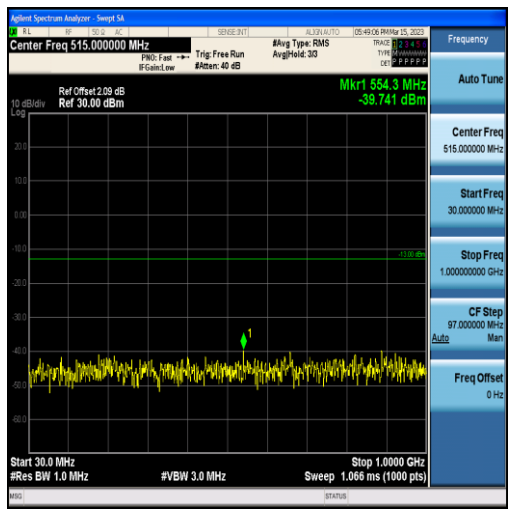 Agilent Spectrum Analyzer - Swept SA
RL RF 50 Ω AC SENSE:INT ALIGN AUTO 05:49:06 PM Mar 15, 2023
Center Freq 515.000000 MHz #Avg Type: RMS TRACE 1 2 3 4 5 6 Frequency
PNO: Fast Trig: Free Run Avg|Hold: 3/3 TYPE
IFGain:Low #Atten: 40 dB DET P P P P P P
Auto Tune
Mkr1 554.3 MHz
Ref Offset 2.09 dB
10 dB/div Ref 30.00 dBm -39.741 dBm
Log
Center Freq
515.000000 MHz
20.0
10.0
Start Freq
30.000000 MHz
0.00
-10.0
-13.00 dBm
Stop Freq
1.000000000 GHz
-20.0
-30.0
CF Step
97.000000 MHz
Auto Man
1
-40.0
-50.0
Freq Offset
0 Hz
-60.0
Start 30.0 MHz Stop 1.0000 GHz
#Res BW 1.0 MHz #VBW 3.0 MHz Sweep 1.066 ms (1000 pts)
MSG STATUS